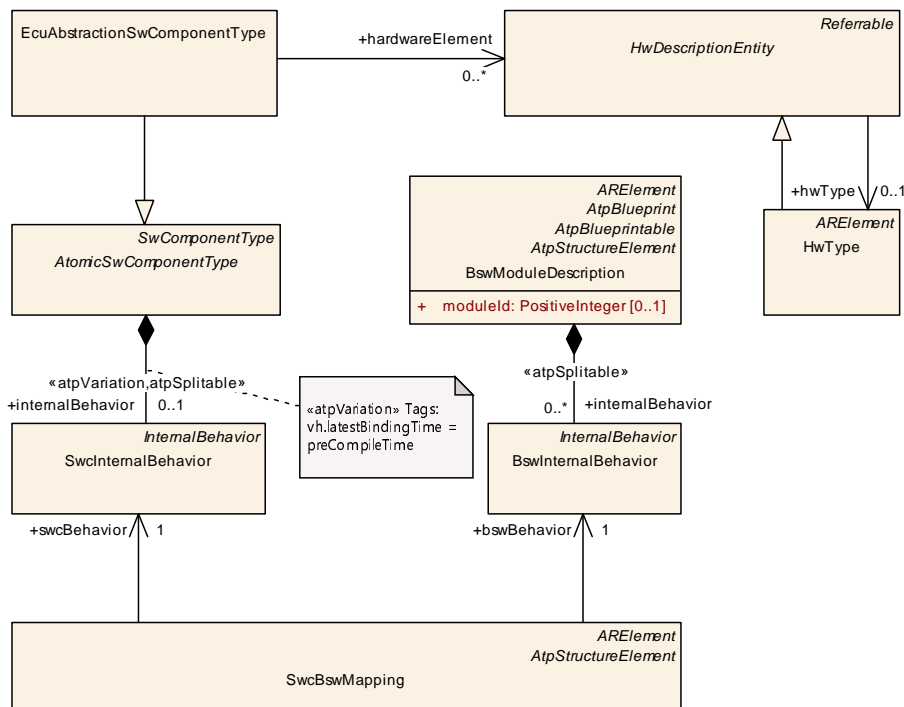 EcuAbstractionSwComponentType
+hardwareElement
0..*
Referrable
HwDescriptionEntity
+hwType
0..1
ARElement
HwType
ARElement
AtpBlueprint
AtpBlueprintable
AtpStructureElement
BswModuleDescription
+ moduleId: PositiveInteger [0..1]
SwComponentType
AtomicSwComponentType
«atpVariation,atpSplitable»
+internalBehavior
0..1
«atpVariation» Tags:
vh.latestBindingTime =
preCompileTime
«atpSplitable»
0..*
+internalBehavior
InternalBehavior
SwcInternalBehavior
InternalBehavior
BswInternalBehavior
+swcBehavior
1
+bswBehavior
1
ARElement
AtpStructureElement
SwcBswMapping